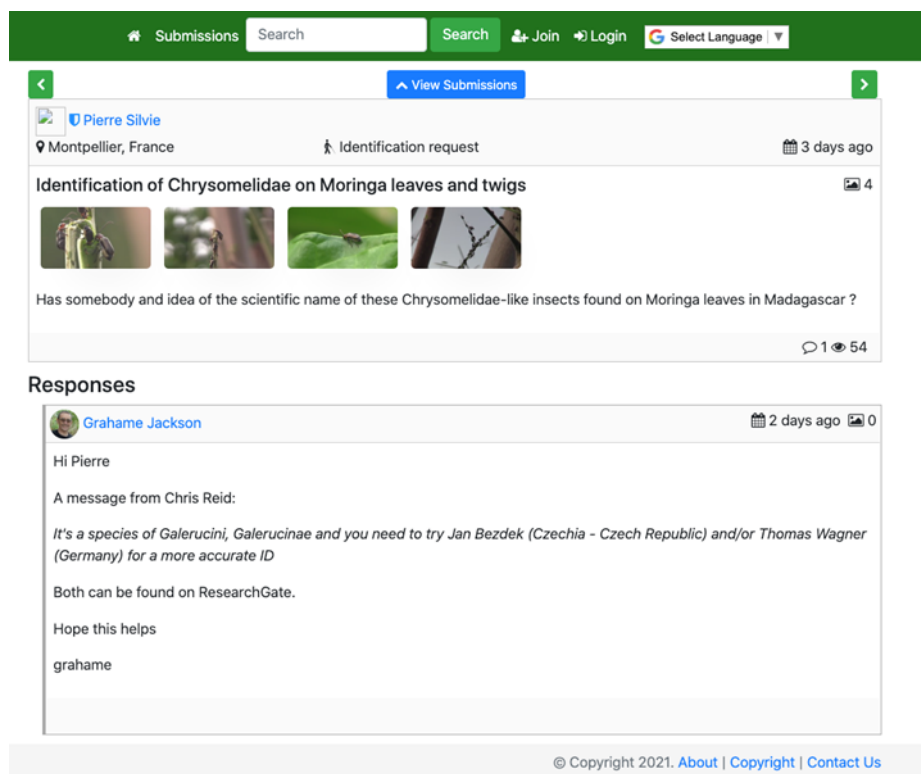 Submissions Search Search Join Login Select Language ▼
View Submissions
Pierre Silvie
Montpellier, France Identification request 3 days ago
Identification of Chrysomelidae on Moringa leaves and twigs 4
Has somebody and idea of the scientific name of these Chrysomelidae-like insects found on Moringa leaves in Madagascar ?
1 54
Responses
Grahame Jackson 2 days ago 0
Hi Pierre
A message from Chris Reid:
It's a species of Galerucini, Galerucinae and you need to try Jan Bezdek (Czechia - Czech Republic) and/or Thomas Wagner
(Germany) for a more accurate ID
Both can be found on ResearchGate.
Hope this helps
grahame
© Copyright 2021. About | Copyright | Contact Us